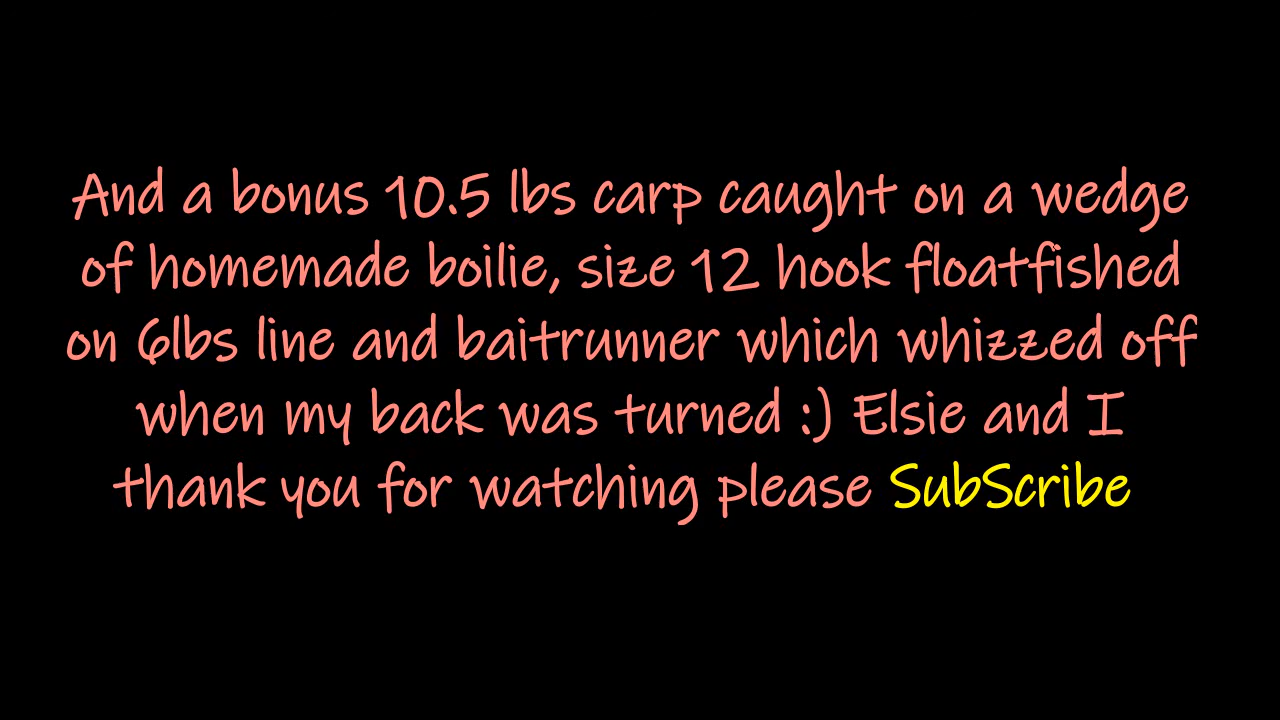 And a bonus 10.5 lbs carp caught on a wedge
of homemade boilie, size 12 hook floatfished
on 6lbs line and baitrunner which whizzed off
when my back was turned :) Elsie and I
thank you for watching please SubScribe